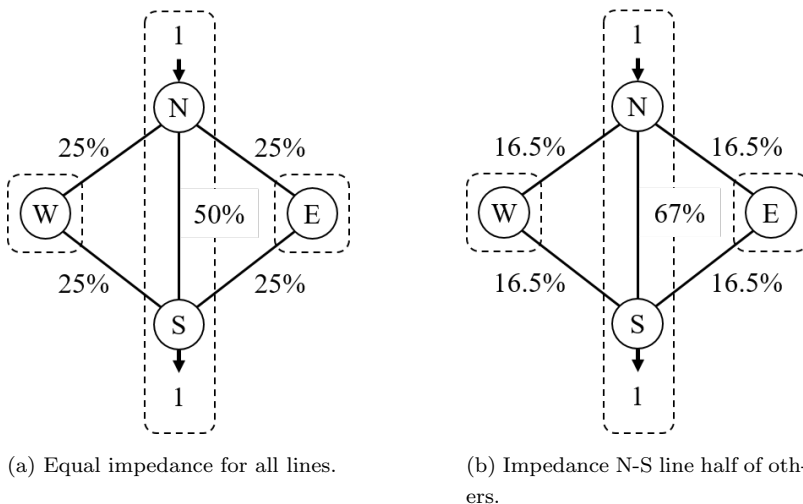 1
N
25%
25%
W
50%
E
25%
25%
S
1
(a) Equal impedance for all lines.
1
N
16.5%
16.5%
W
67%
E
16.5%
16.5%
S
1
(b) Impedance N-S line half of oth-
ers.